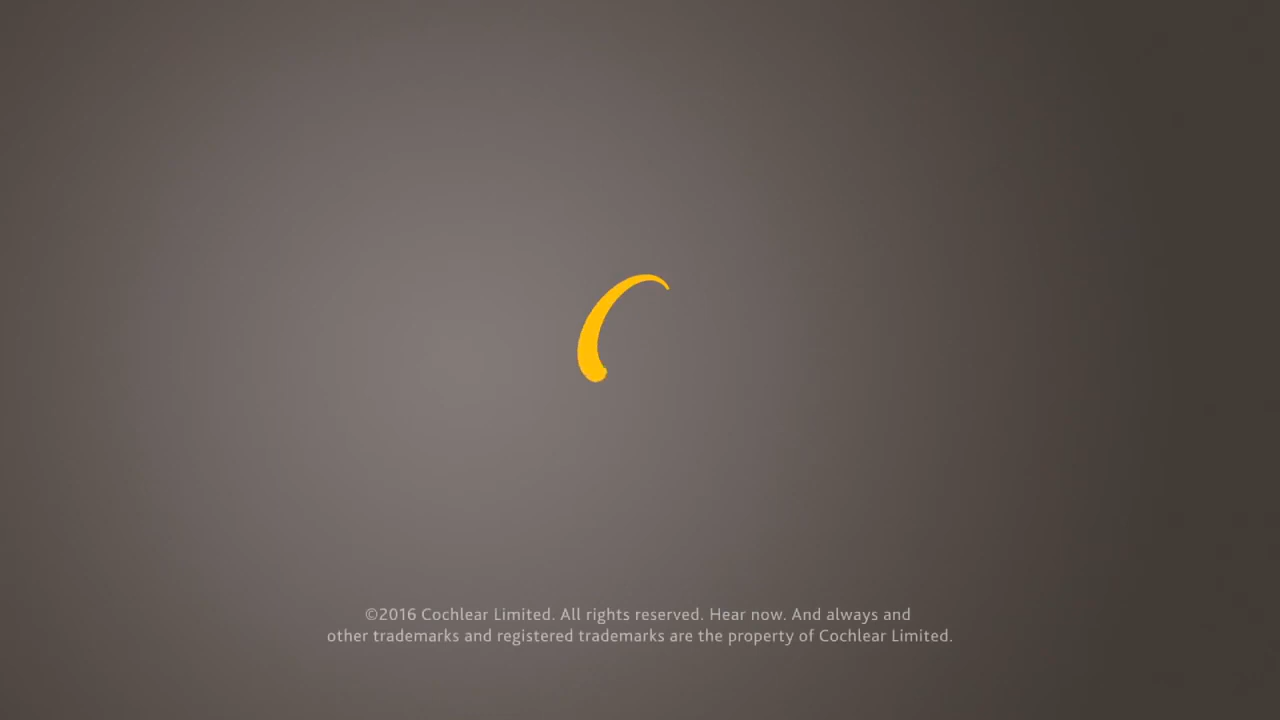 ©2016 Cochlear Limited. All rights reserved. Hear now. And always and
other trademarks and registered trademarks are the property of Cochlear Limited.